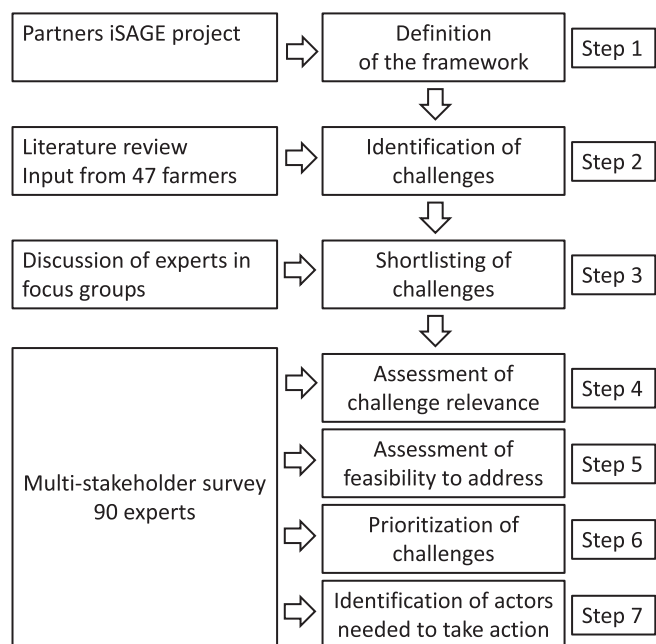 Partners iSAGE project
Definition
of the framework
Step 1
Literature review
Input from 47 farmers
Identification of
challenges
Step 2
Discussion of experts in
focus groups
Shortlisting of
challenges
Step 3
Multi-stakeholder survey
90 experts
Assessment of
challenge relevance
Step 4
Assessment of
feasibility to address
Step 5
Prioritization of
challenges
Step 6
Identification of actors
needed to take action
Step 7